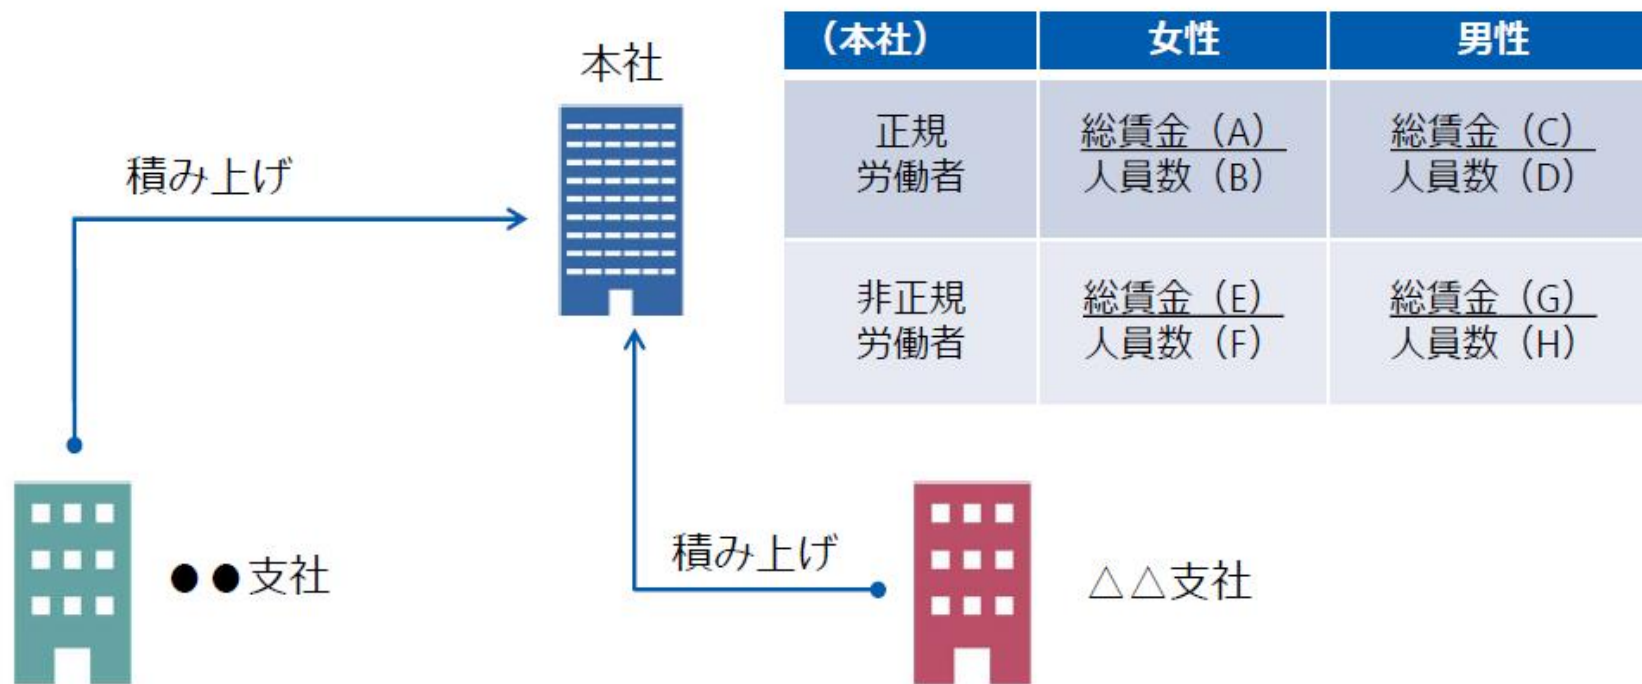 本社
積み上げ
●●支社
積み上げ
△△支社
（本社） 女性 男性
正規 総賃金（A） 総賃金（C）
労働者 人員数（B） 人員数（D）
非正規 総賃金（E） 総賃金（G）
労働者 人員数（F） 人員数（H）